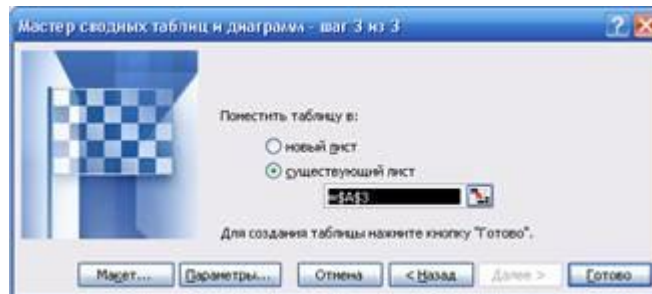 Мастер сводных таблиц и диаграмм - шаг 3 из 3
Поместить таблицу в:
новый лист
существующий лист
=$A$3
Для создания таблицы нажмите кнопку "Готово".
Макет... Параметры... Отмена < Назад Далее > Готово